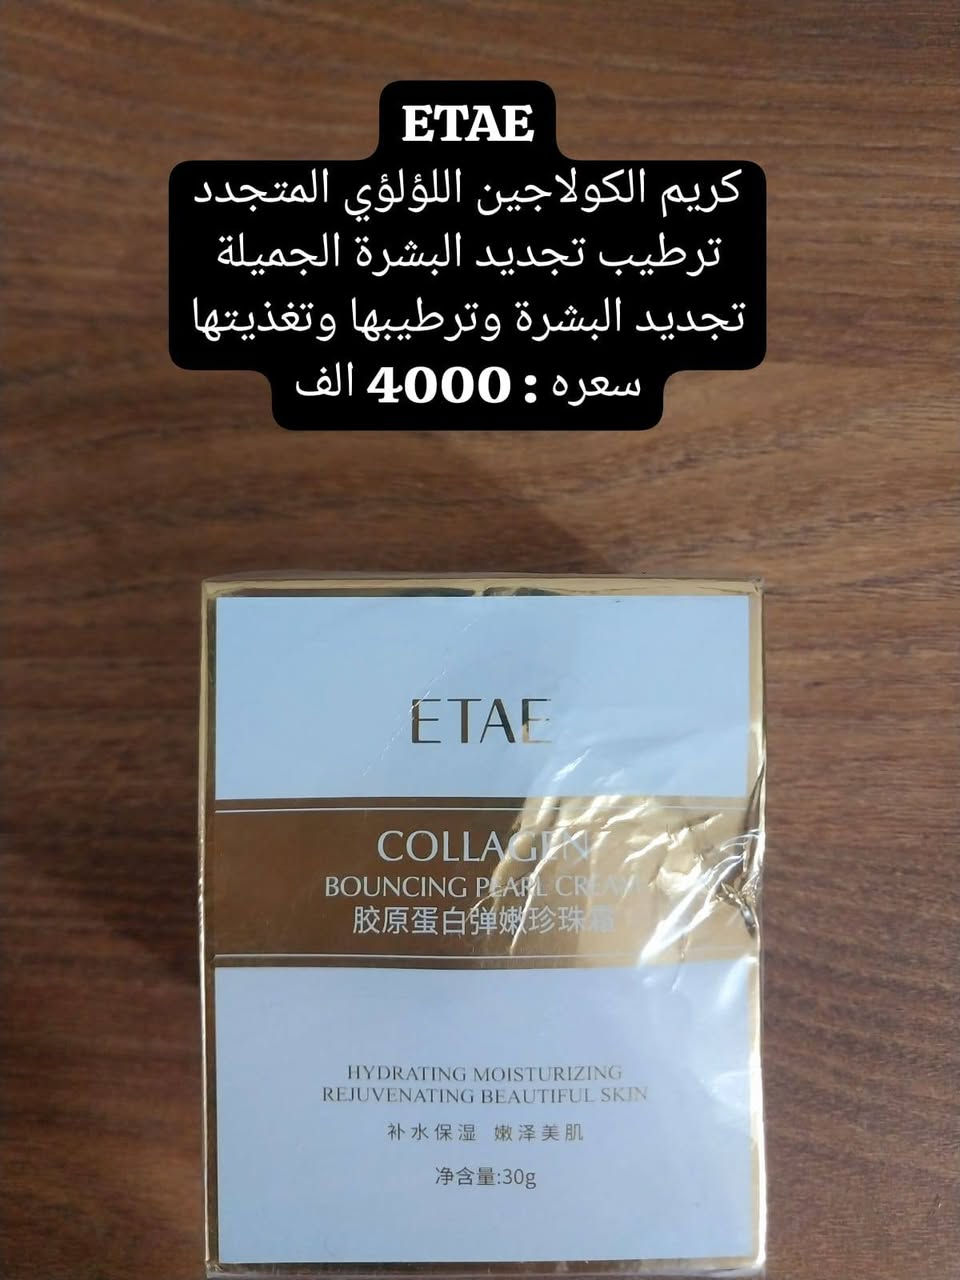 ETAE
كريم الكولاجين اللؤلؤي المتجدد
ترطيب تجديد البشرة الجميلة
تجديد البشرة وترطيبها وتغذيتها
سعره : 4000 الف
ETAE
COLLAGEN
BOUNCING PEARL CREAM
胶原蛋白弹嫩珍珠霜
HYDRATING MOISTURIZING
REJUVENATING BEAUTIFUL SKIN
补水保湿 嫩泽美肌
净含量:30g